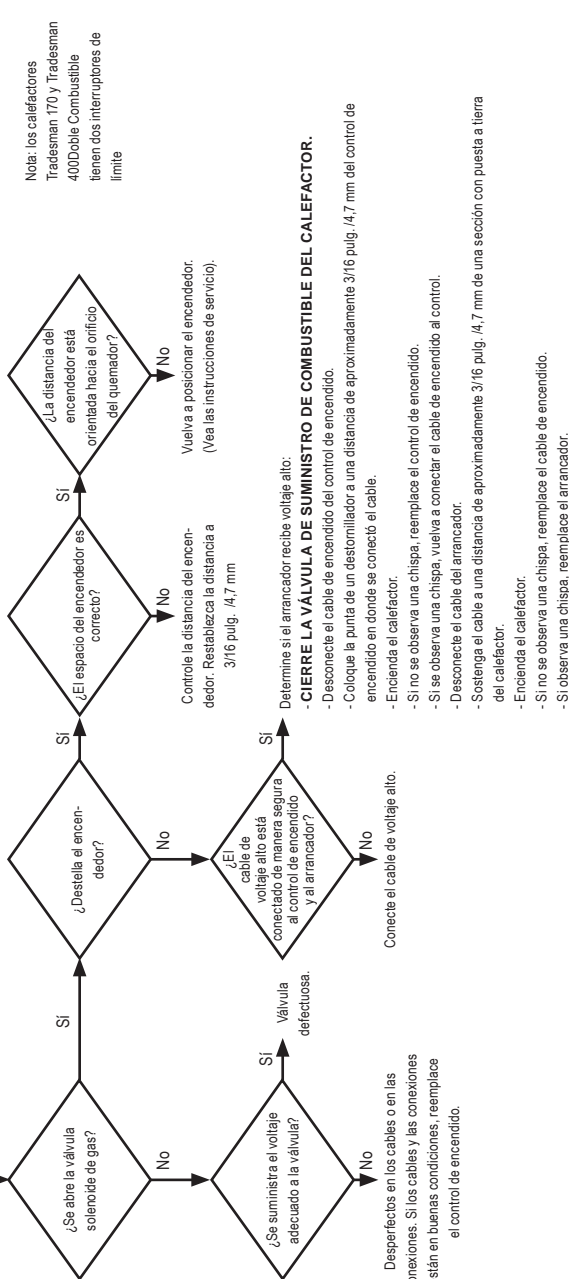 ¿Se abre la válvula
solenoide de gas?
Sí
No
¿Se suministra el voltaje
adecuado a la válvula?
Sí
Válvula
defectuosa.
No
Desperfectos en los cables o en las
onexiones. Si los cables y las conexiones
stán en buenas condiciones, reemplace
el control de encendido.
¿Destella el encen-
dedor?
Sí
No
¿El
cable de
voltaje alto está
conectado de manera segura
al control de encendido
y al arrancador?
Sí
No
Conecte el cable de voltaje alto.
¿El espacio del encendedor es
correcto?
Sí
No
Controle la distancia del encen-
dedor. Restablezca la distancia a
3/16 pulg. /4,7 mm
¿La distancia del
encendedor está
orientada hacia el orificio
del quemador?
No
Vuelva a posicionar el encendedor.
(Vea las instrucciones de servicio).
Determine si el arrancador recibe voltaje alto:
- CIERRE LA VÁLVULA DE SUMINISTRO DE COMBUSTIBLE DEL CALEFACTOR.
- Desconecte el cable de encendido del control de encendido.
- Coloque la punta de un destornillador a una distancia de aproximadamente 3/16 pulg. /4,7 mm del control de
encendido en donde se conectó el cable.
- Encienda el calefactor.
- Si no se observa una chispa, reemplace el control de encendido.
- Si se observa una chispa, vuelva a conectar el cable de encendido al control.
- Desconecte el cable del arrancador.
- Sostenga el cable a una distancia de aproximadamente 3/16 pulg. /4,7 mm de una sección con puesta a tierra
del calefactor.
- Encienda el calefactor.
- Si no se observa una chispa, reemplace el cable de encendido.
- Si observa una chispa, reemplace el arrancador.
Nota: los calefactores
Tradesman 170 y Tradesman
400Doble Combustible
tienen dos interruptores de
límite